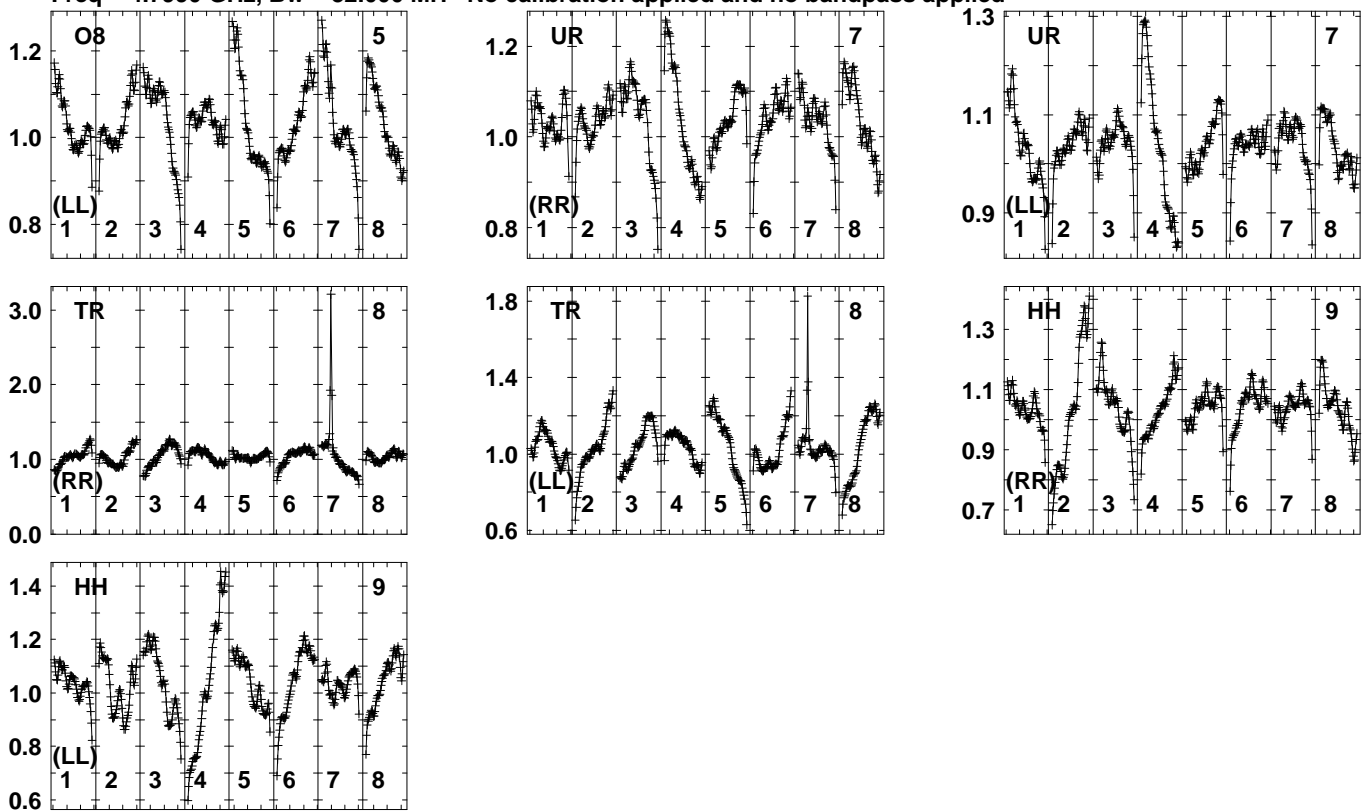 No calibration applied and no bandpass applied
O8 5
1.2
1.0
0.8
(LL)
1 2 3 4 5 6 7 8
UR 7
1.2
1.0
0.8
(RR)
1 2 3 4 5 6 7 8
UR 7
1.3
1.1
0.9
(LL)
1 2 3 4 5 6 7 8
TR 8
3.0
2.0
1.0
0.0
(RR)
1 2 3 4 5 6 7 8
TR 8
1.8
1.4
1.0
0.6
(LL)
1 2 3 4 5 6 7 8
HH 9
1.3
1.1
0.9
0.7
(RR)
1 2 3 4 5 6 7 8
HH 9
1.4
1.2
1.0
0.8
0.6
(LL)
1 2 3 4 5 6 7 8